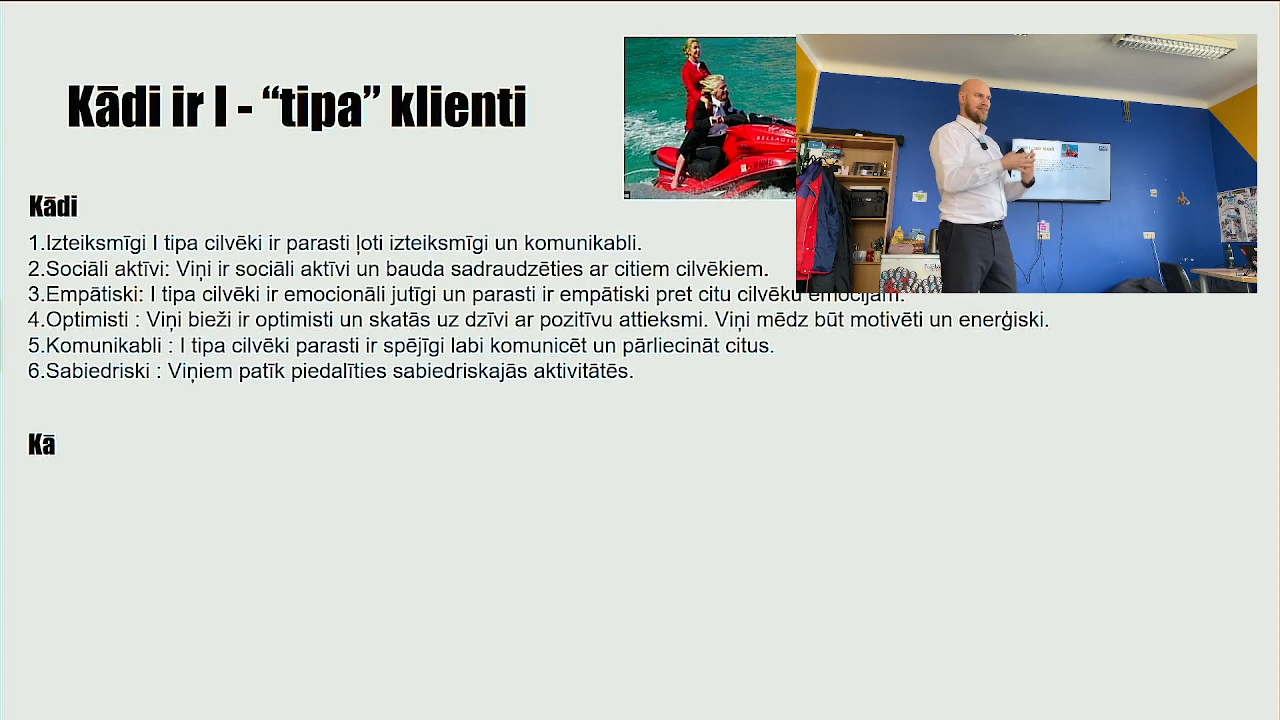 Kādi ir I - “tipa” klienti
BELLAGIO
Kādi
1.Izteiksmīgi I tipa cilvēki ir parasti ļoti izteiksmīgi un komunikabli.
2.Sociāli aktīvi: Viņi ir sociāli aktīvi un bauda sadraudzēties ar citiem cilvēkiem.
3.Empātiski: I tipa cilvēki ir emocionāli jutīgi un parasti ir empātiski pret citu cilvēku emocijām.
4.Optimisti : Viņi bieži ir optimisti un skatās uz dzīvi ar pozitīvu attieksmi. Viņi mēdz būt motivēti un enerģiski.
5.Komunikabli : I tipa cilvēki parasti ir spējīgi labi komunicēt un pārliecināt citus.
6.Sabiedriski : Viņiem patīk piedalīties sabiedriskajās aktivitātēs.
Kā